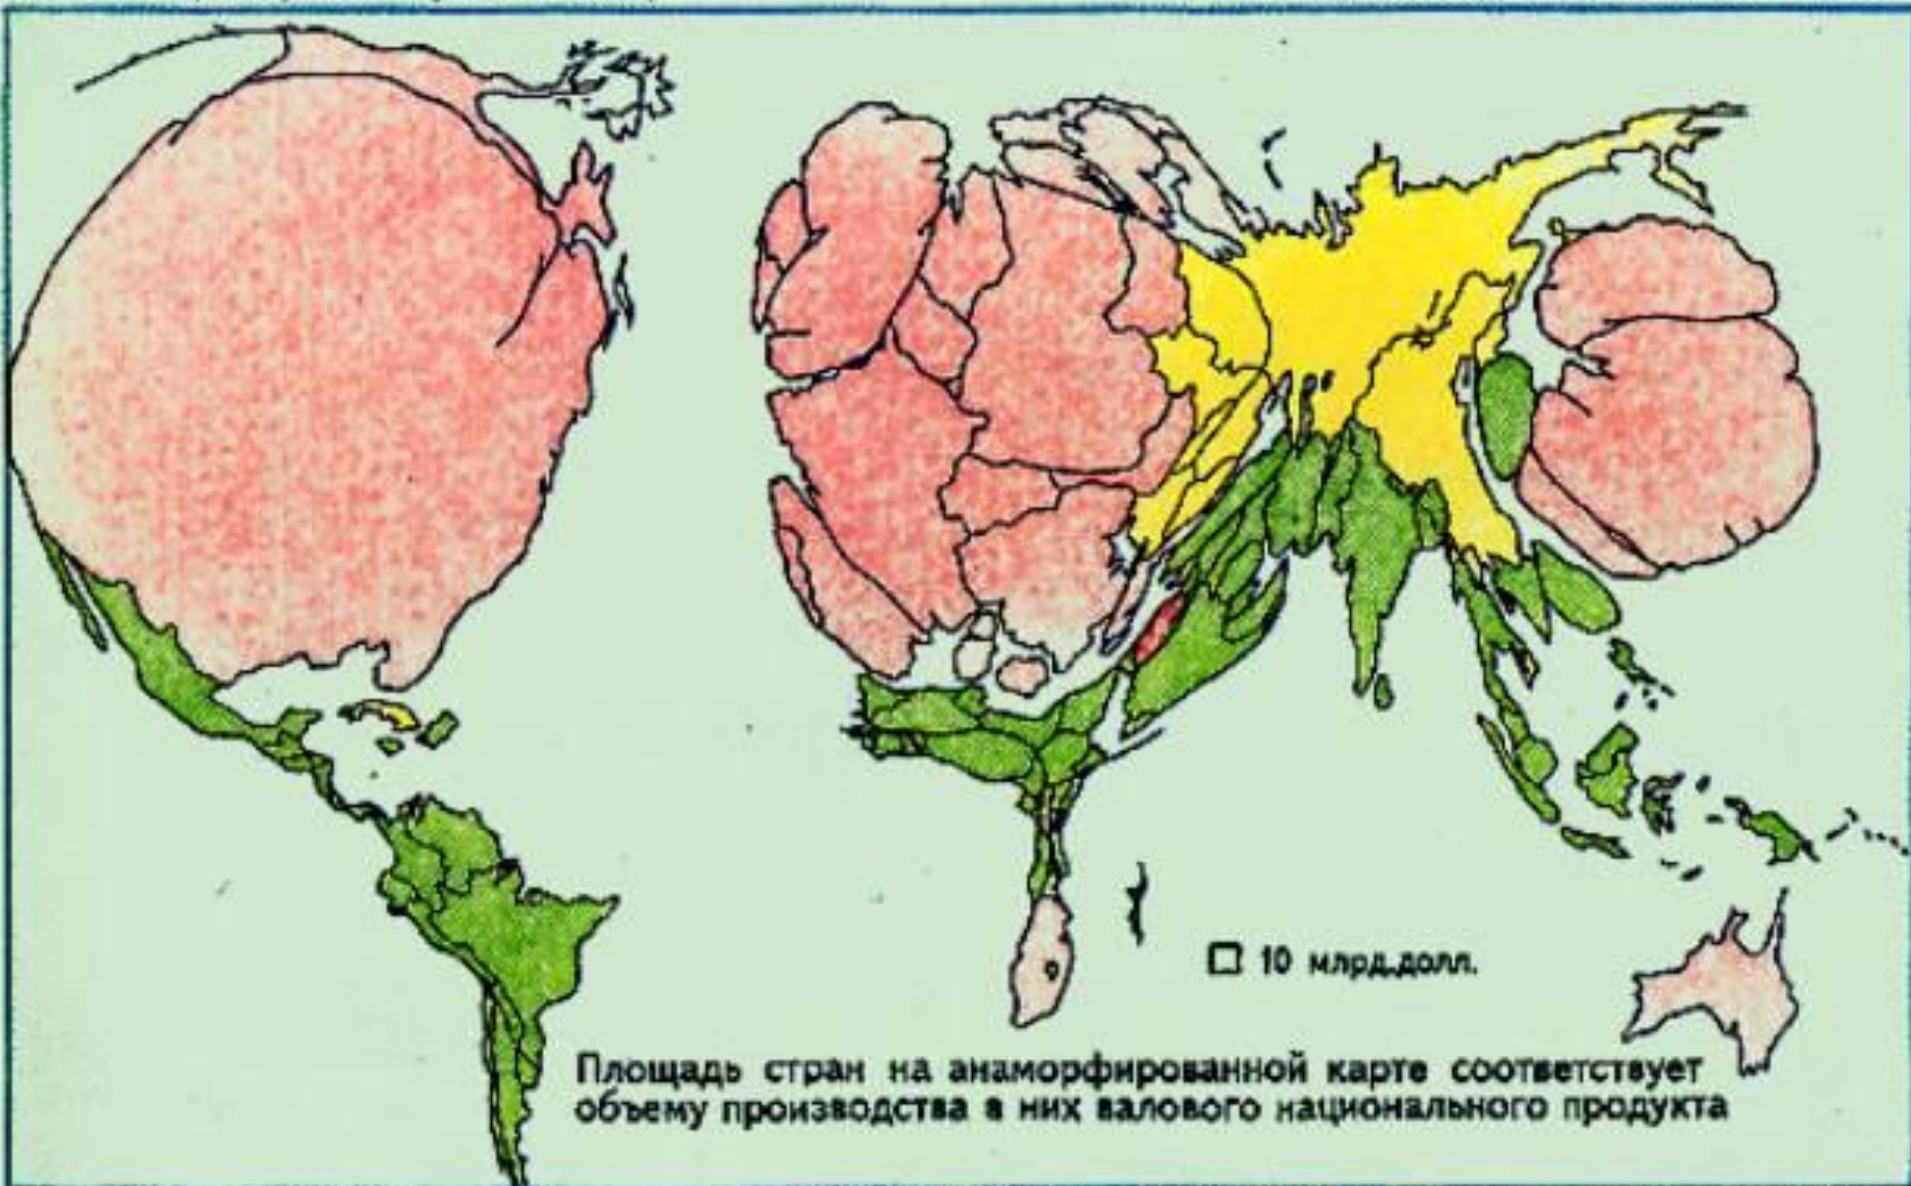 10 млрд.долл.
Площадь стран на анаморфированной карте соответствует
объему производства в них валового национального продукта